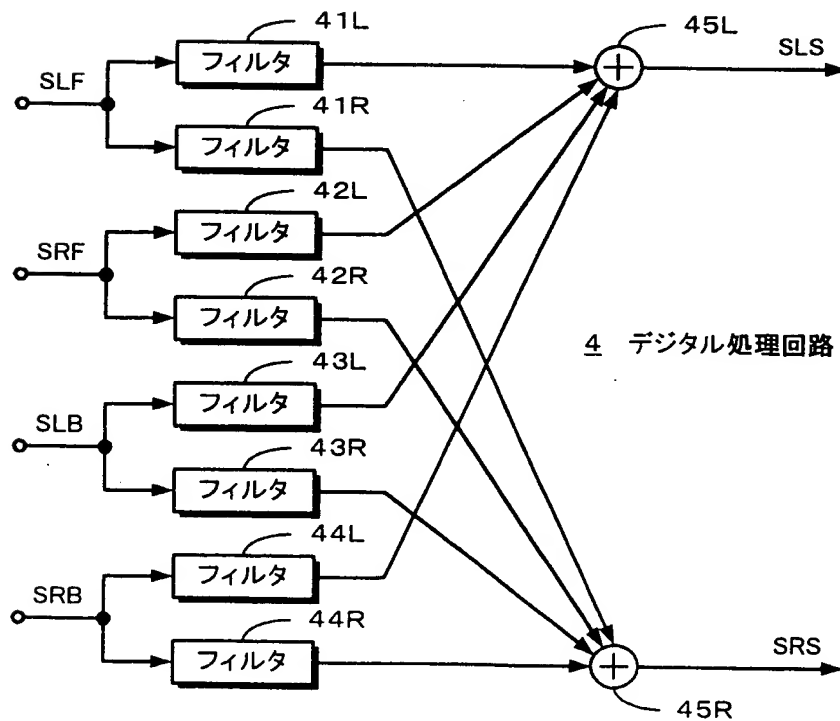 41L
45L
SLS
フィルタ
SLF
41R
フィルタ
42L
SRF
フィルタ
42R
フィルタ
4 デジタル処理回路
43L
SLB
フィルタ
43R
フィルタ
44L
SRB
フィルタ
44R
フィルタ
SRS
45R